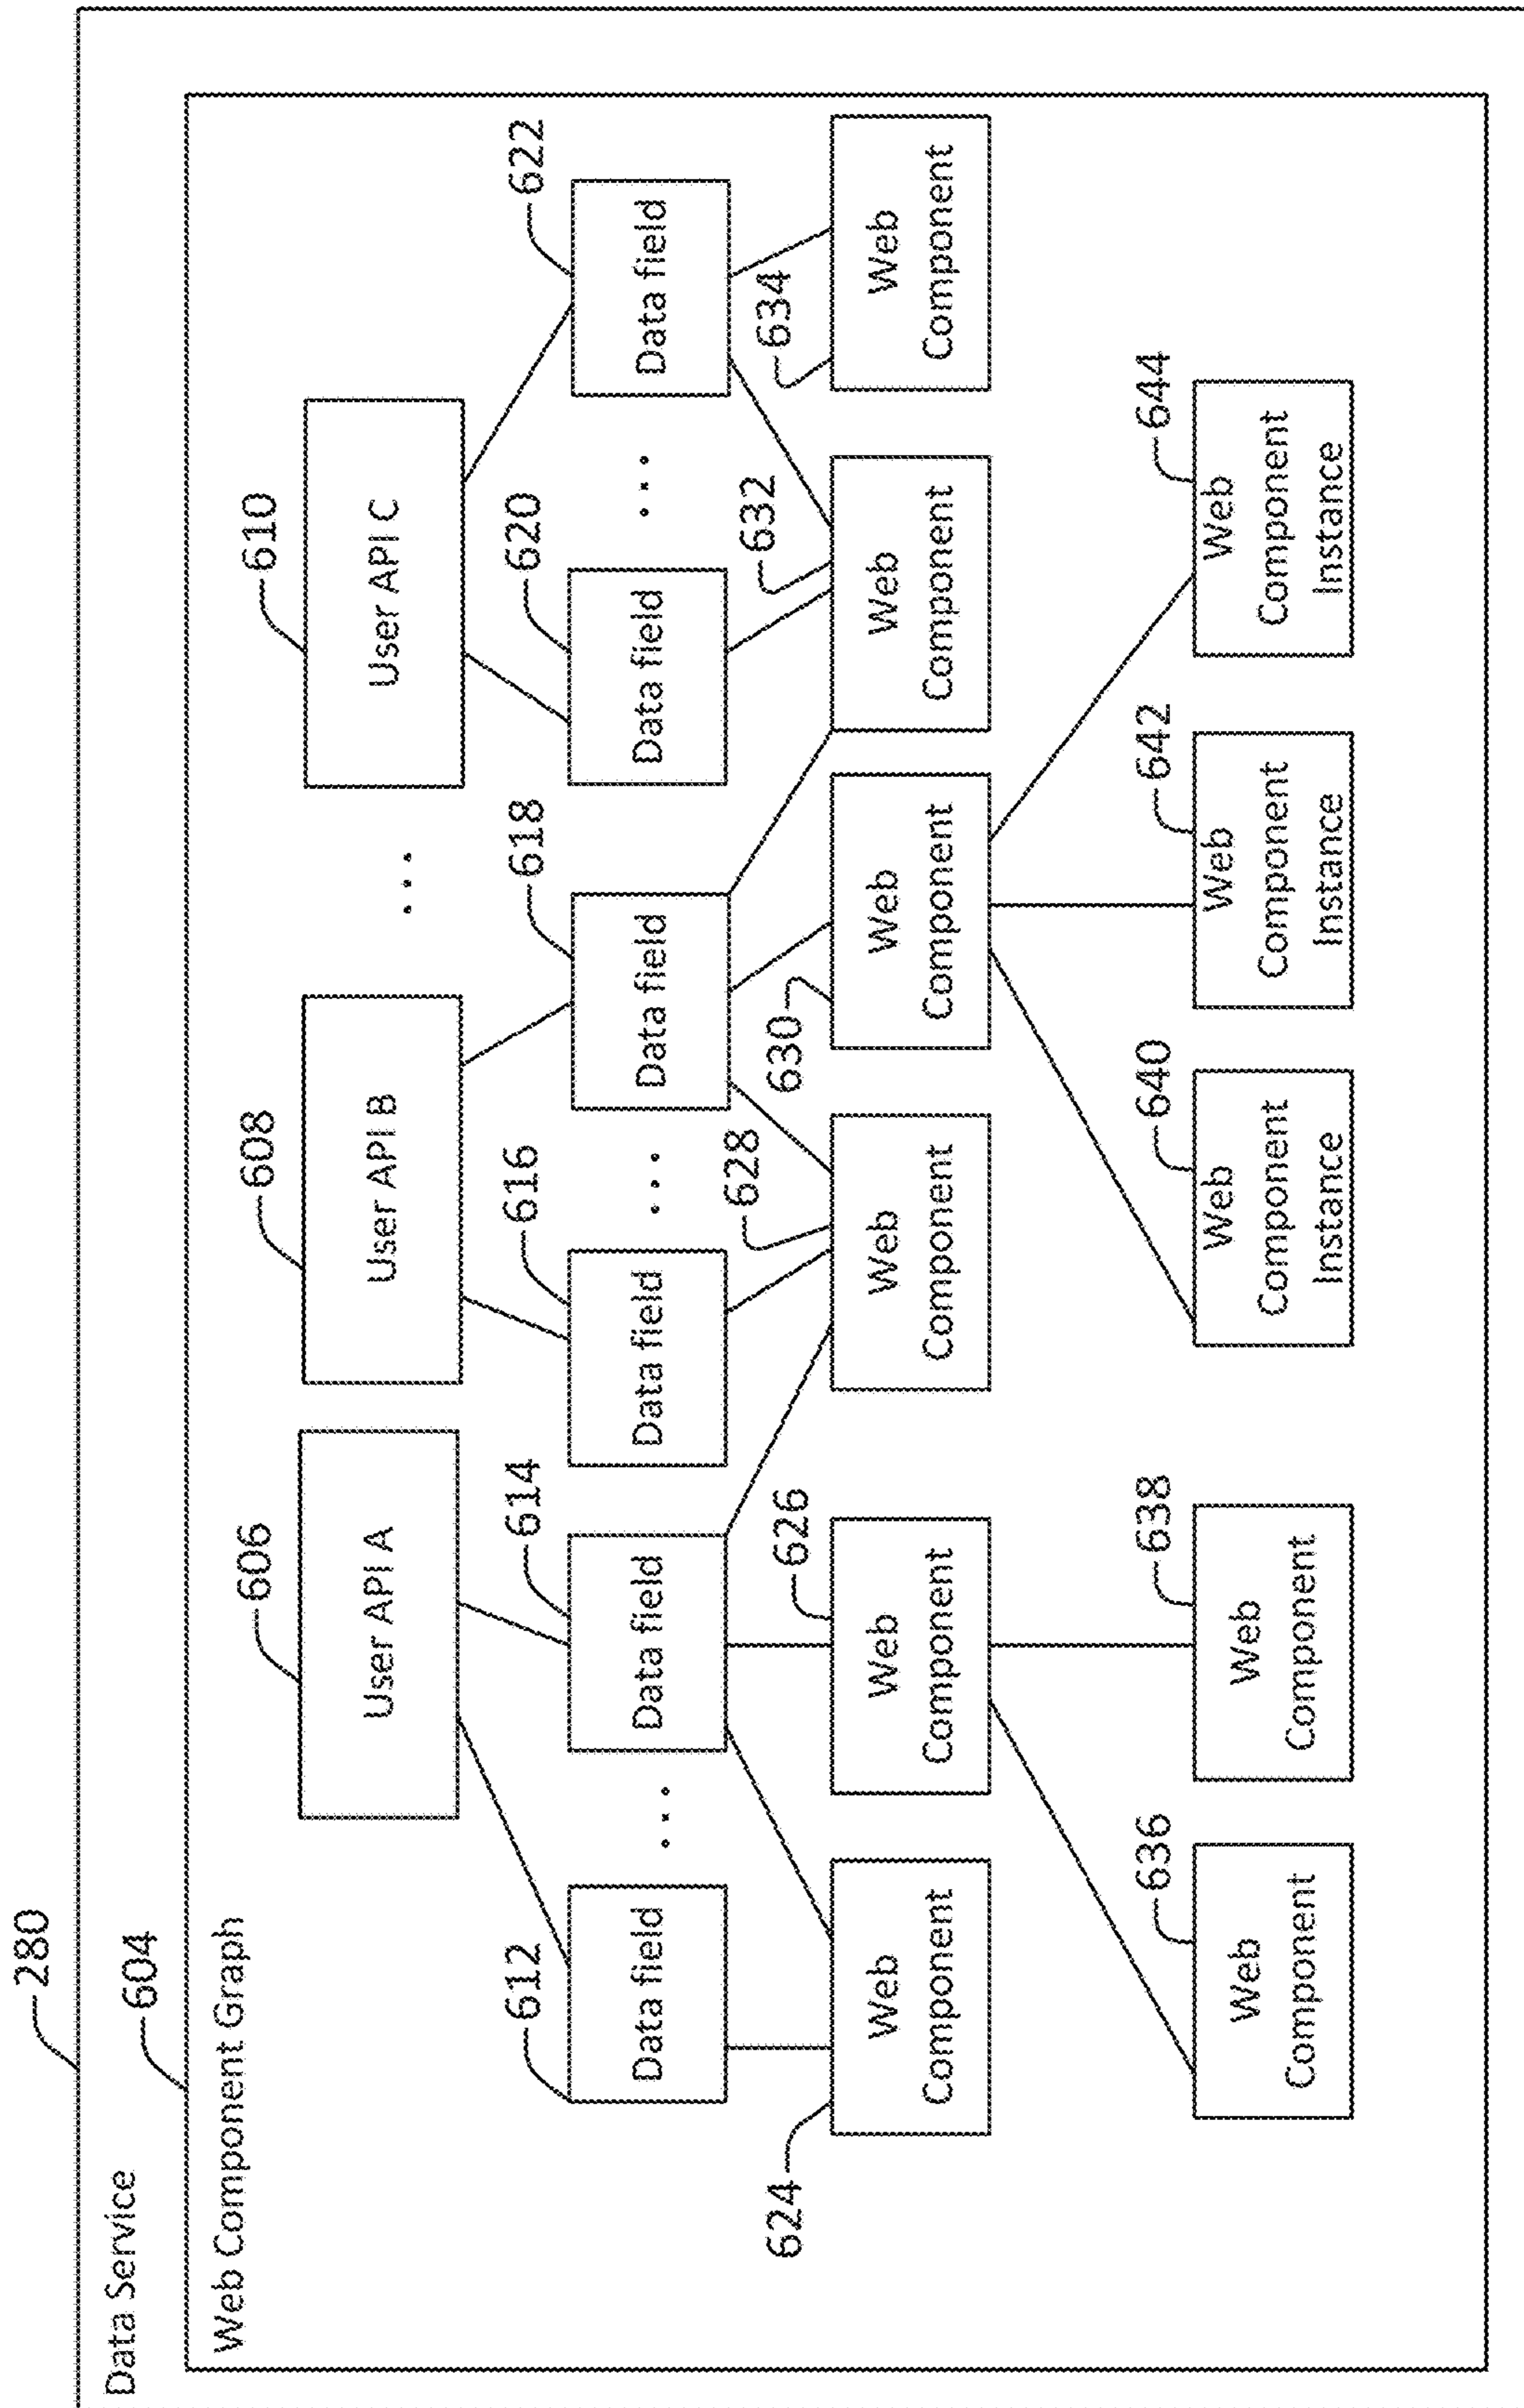 280
Data Service
604
Web Component Graph
606
608
610
User API A
User API B
...
User API C
612
614
616
618
620
622
Data field
...
Data field
Data field
...
Data field
Data field
...
Data field
624
626
628
630
632
634
Web
Component
Web
Component
Web
Component
Web
Component
Web
Component
Web
Component
636
638
640
642
644
Web
Component
Web
Component
Web
Component
Instance
Web
Component
Instance
Web
Component
Instance